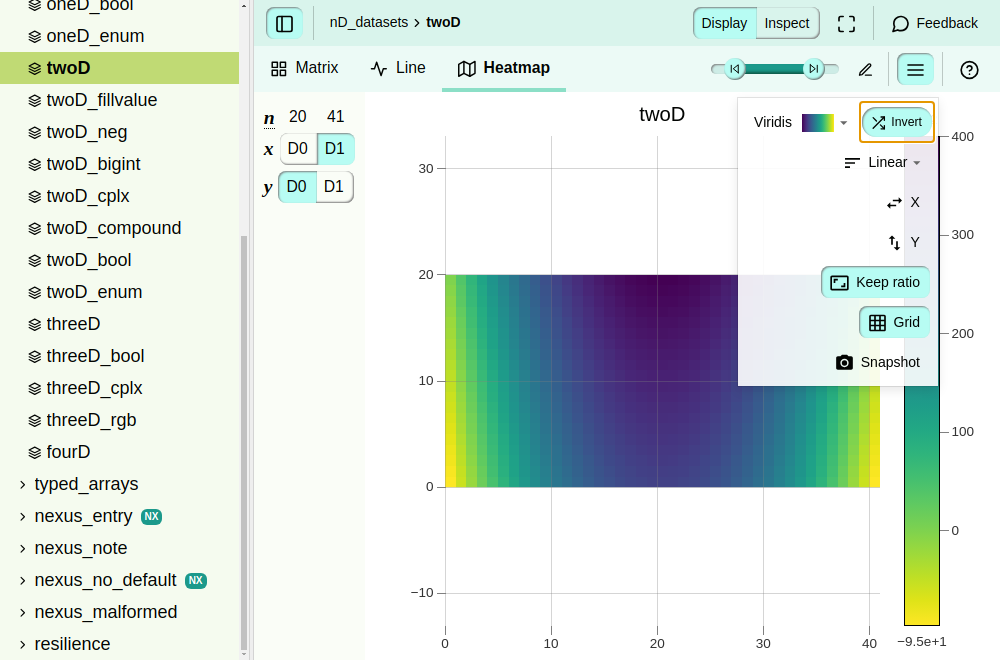 oneD_bool
oneD_enum
twoD
twoD_fillvalue
twoD_neg
twoD_bigint
twoD_cplx
twoD_compound
twoD_bool
twoD_enum
threeD
threeD_bool
threeD_cplx
threeD_rgb
fourD
typed_arrays
nexus_entry NX
nexus_note
nexus_no_default NX
nexus_malformed
resilience
nD_datasets › twoD
Display Inspect
Feedback
Matrix Line Heatmap
n 20 41
x D0 D1
y D0 D1
twoD
Viridis Invert
Linear
X
Y
Keep ratio
Grid
Snapshot
30
20
10
0
−10
0 10 20 30 40
400
300
200
100
0
−9.5e+1